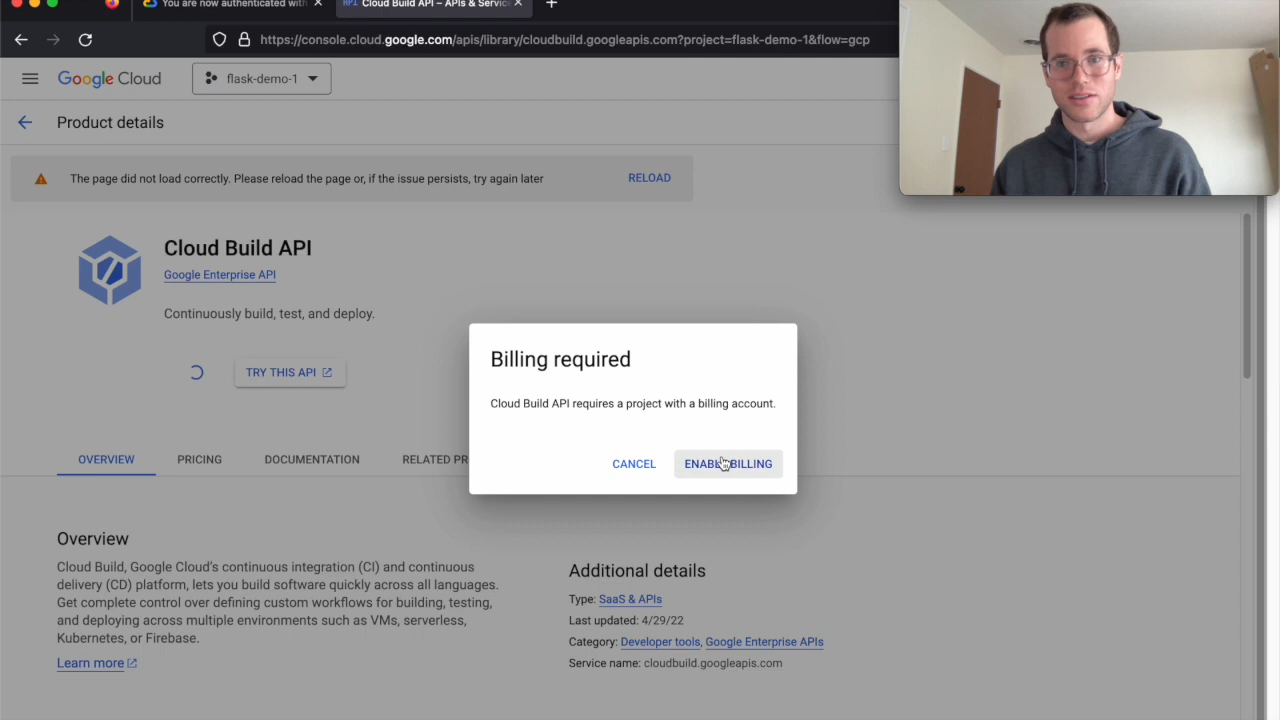 You are now authenticated with
API Cloud Build API – APIs & Service
https://console.cloud.google.com/apis/library/cloudbuild.googleapis.com?project=flask-demo-1&flow=gcp
Google Cloud
flask-demo-1
Product details
The page did not load correctly. Please reload the page or, if the issue persists, try again later
RELOAD
Cloud Build API
Google Enterprise API
Continuously build, test, and deploy.
TRY THIS API
Billing required
Cloud Build API requires a project with a billing account.
CANCEL
ENABLE BILLING
OVERVIEW
PRICING
DOCUMENTATION
RELATED PR
Overview
Cloud Build, Google Cloud's continuous integration (CI) and continuous
delivery (CD) platform, lets you build software quickly across all languages.
Get complete control over defining custom workflows for building, testing,
and deploying across multiple environments such as VMs, serverless,
Kubernetes, or Firebase.
Learn more
Additional details
Type: SaaS & APIs
Last updated: 4/29/22
Category: Developer tools, Google Enterprise APIs
Service name: cloudbuild.googleapis.com